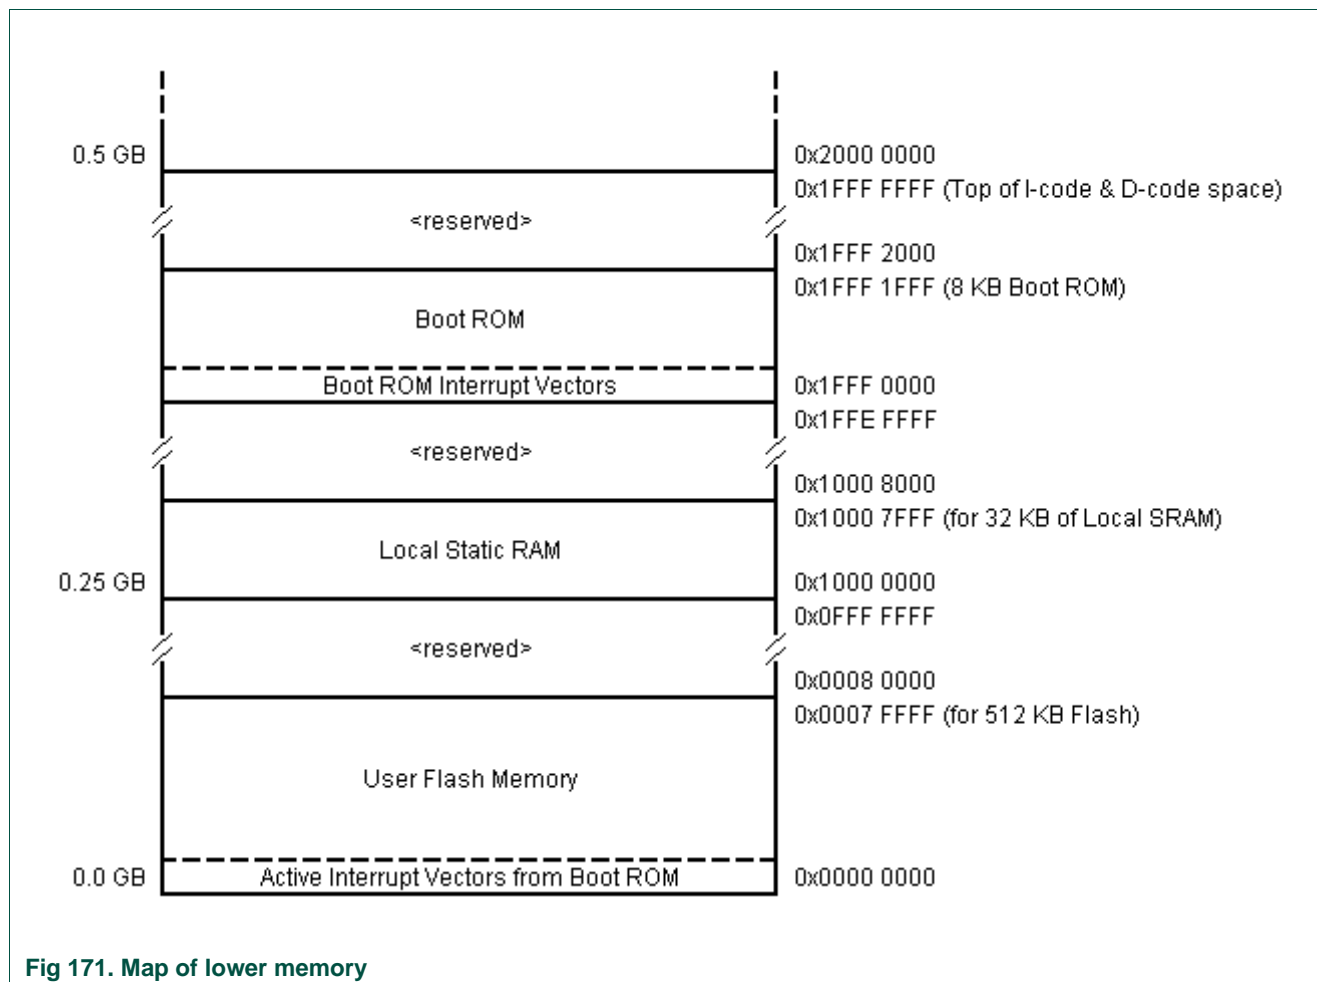 0.5 GB
0x2000 0000
0x1FFF FFFF (Top of I-code & D-code space)
<reserved>
0x1FFF 2000
0x1FFF 1FFF (8 KB Boot ROM)
Boot ROM
Boot ROM Interrupt Vectors
0x1FFF 0000
0x1FFE FFFF
<reserved>
0x1000 8000
0x1000 7FFF (for 32 KB of Local SRAM)
Local Static RAM
0.25 GB
0x1000 0000
0x0FFF FFFF
<reserved>
0x0008 0000
0x0007 FFFF (for 512 KB Flash)
User Flash Memory
0.0 GB
Active Interrupt Vectors from Boot ROM
0x0000 0000
Fig 171. Map of lower memory